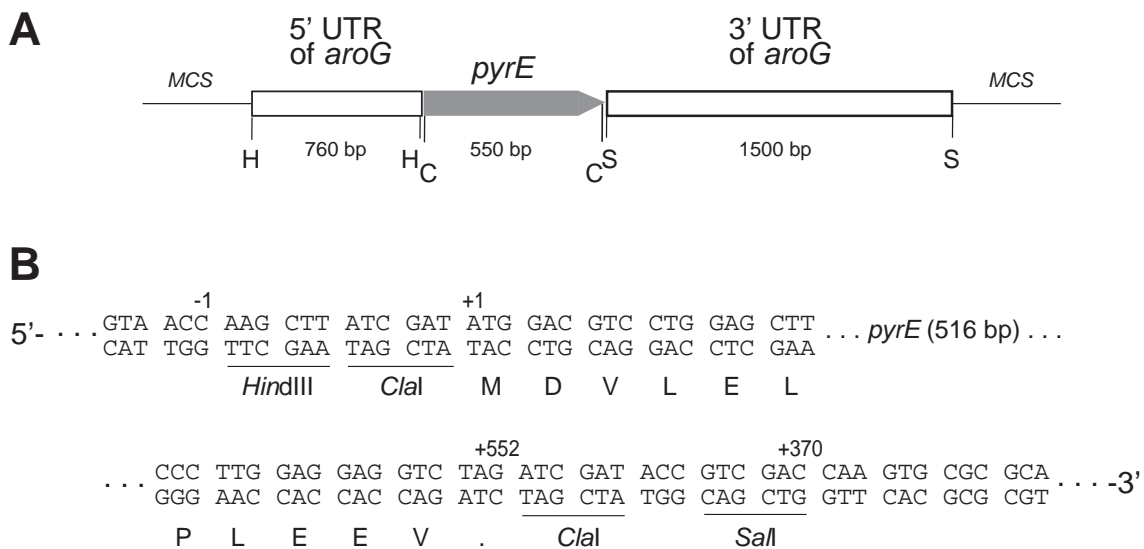 A
5’ UTR
of aroG
pyrE
3’ UTR
of aroG
MCS
MCS
H
760 bp
H
C
550 bp
C
S
1500 bp
S
B
-1
+1
5’- · · · GTA ACC AAG CTT ATC GAT ATG GAC GTC CTG GAG CTT . . . pyrE (516 bp) . . .
CAT TGG TTC GAA TAG CTA TAC CTG CAG GAC CTC GAA
HindIII ClaI M D V L E L
+552
+370
· · · CCC TTG GAG GAG GTC TAG ATC GAT ACC GTC GAC CAA GTG CGC GCA · · · -3’
GGG AAC CAC CAC CAG ATC TAG CTA TGG CAG CTG GTT CAC GCG CGT
P L E E V . ClaI SalI